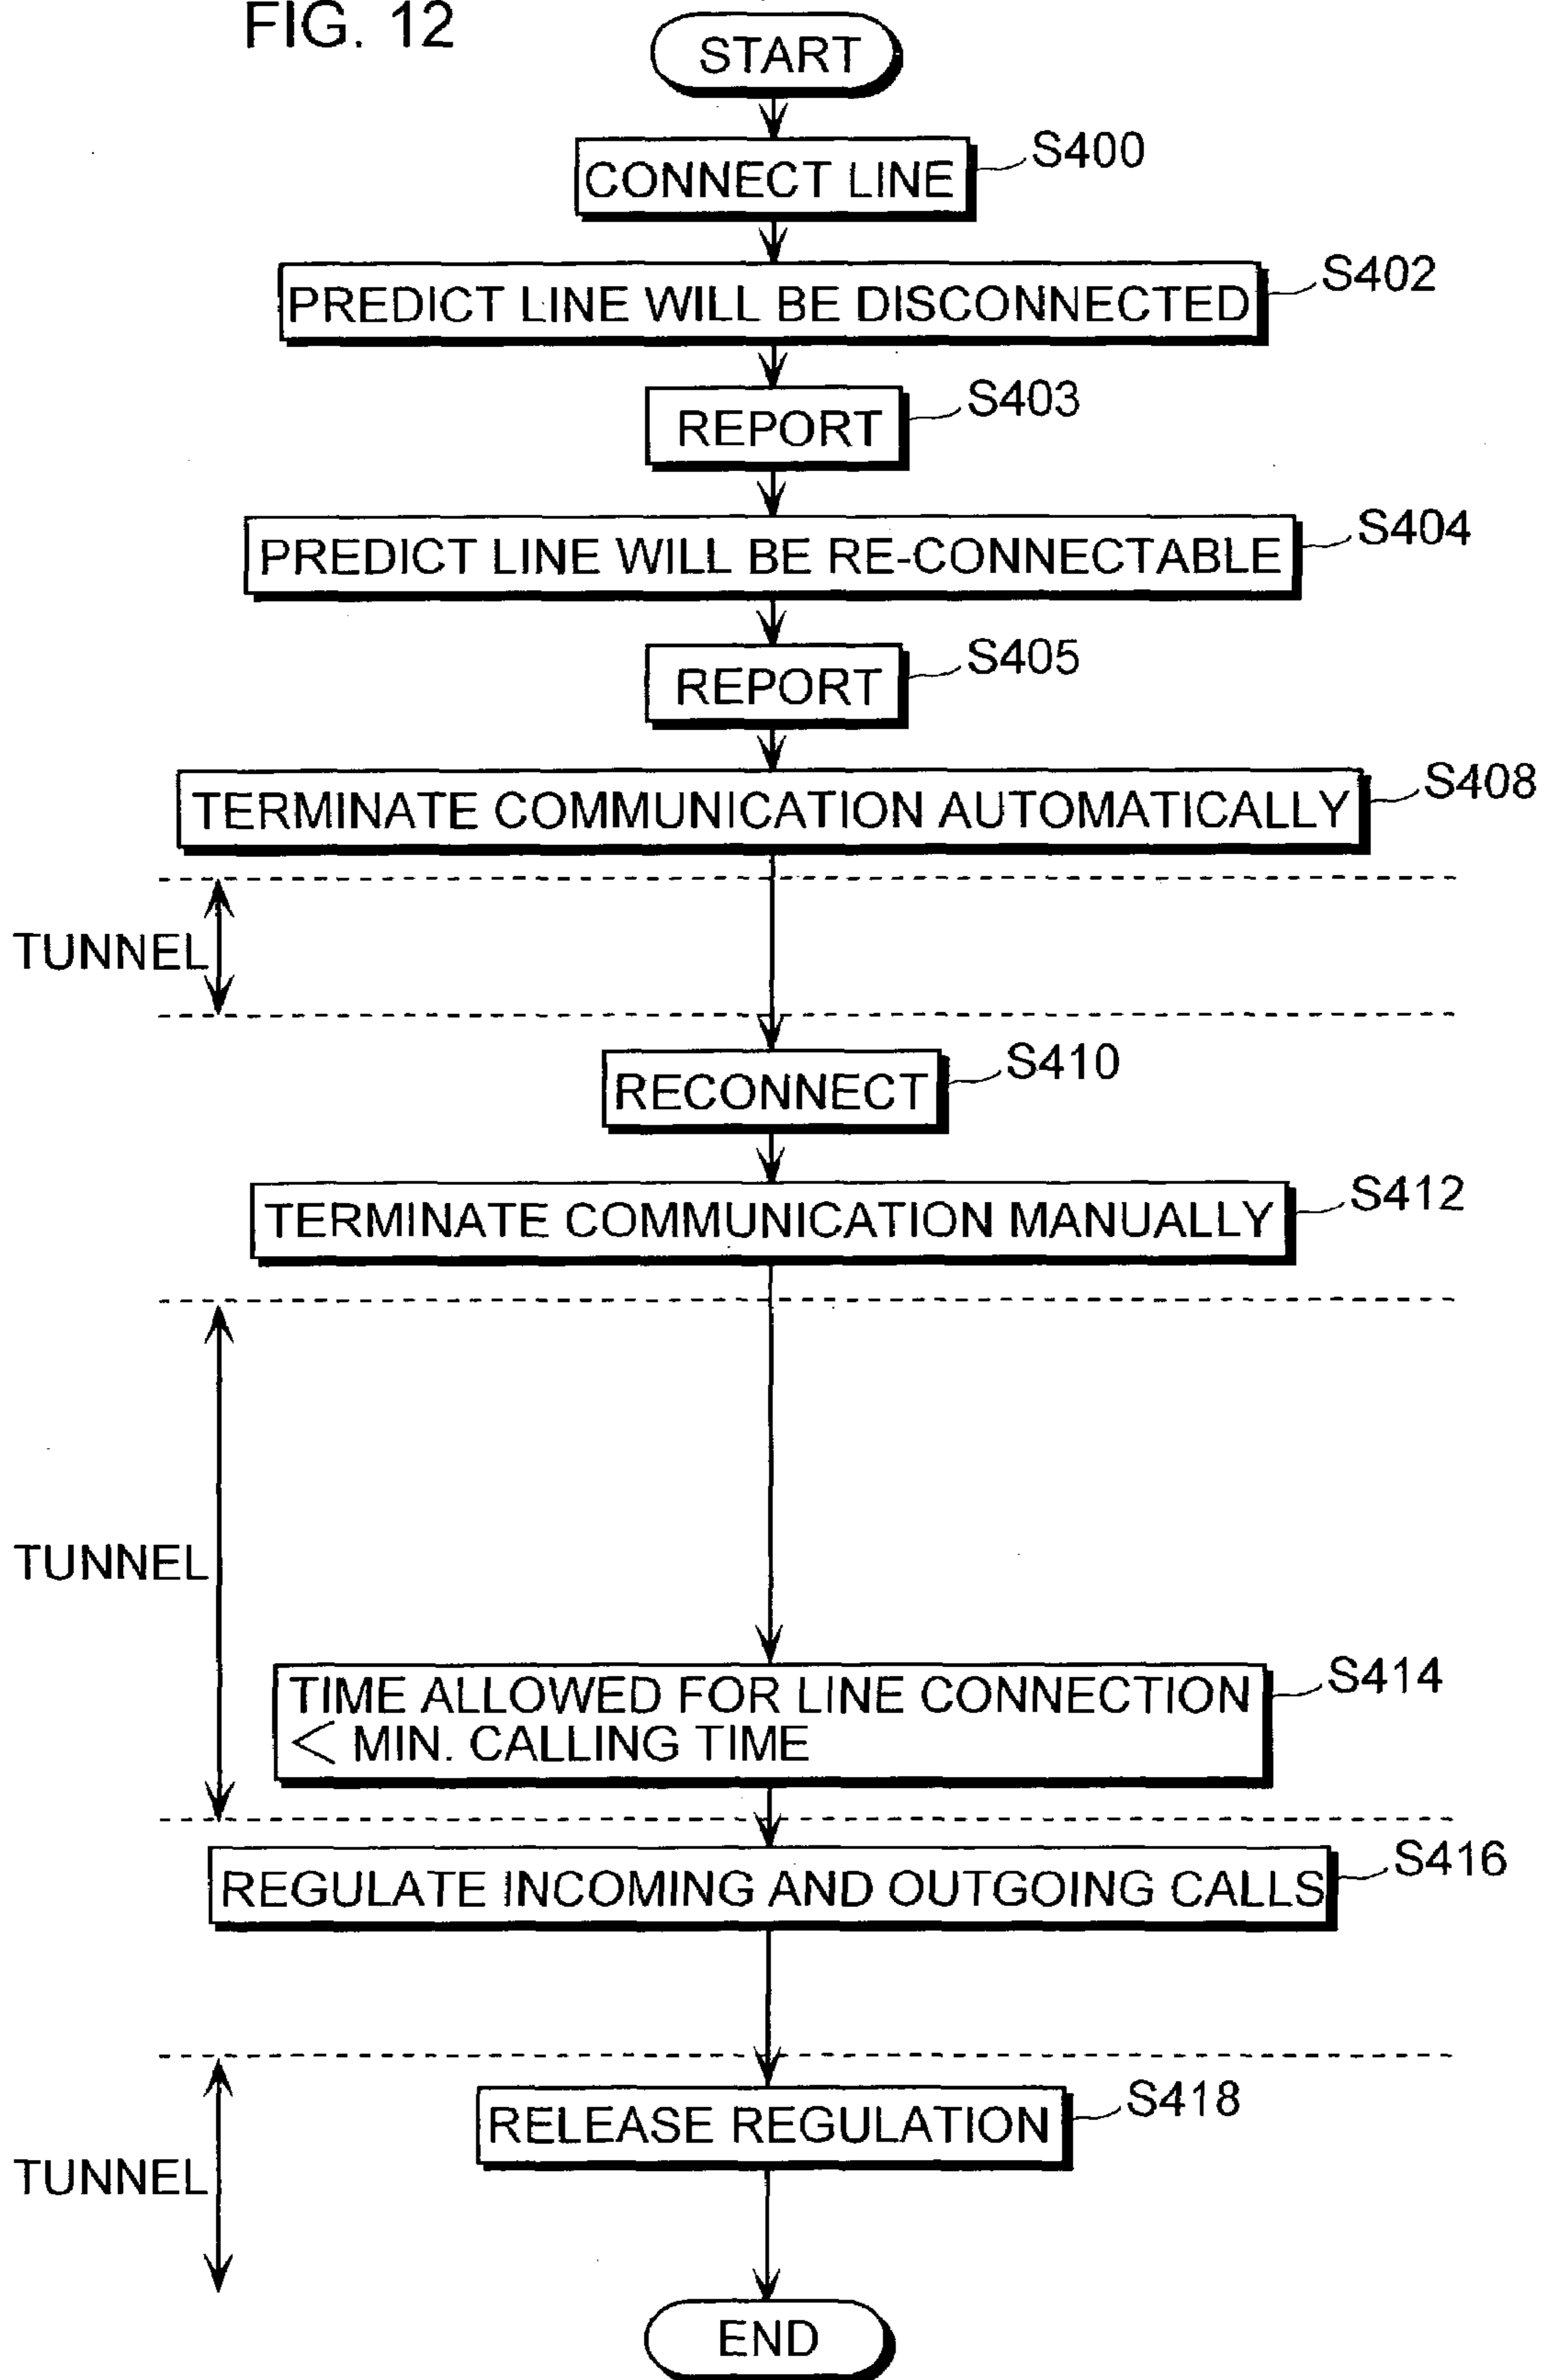 FIG. 12
START
CONNECT LINE
S400
PREDICT LINE WILL BE DISCONNECTED
S402
REPORT
S403
PREDICT LINE WILL BE RE-CONNECTABLE
S404
REPORT
S405
TERMINATE COMMUNICATION AUTOMATICALLY
S408
TUNNEL
RECONNECT
S410
TERMINATE COMMUNICATION MANUALLY
S412
TUNNEL
TIME ALLOWED FOR LINE CONNECTION
< MIN. CALLING TIME
S414
REGULATE INCOMING AND OUTGOING CALLS
S416
RELEASE REGULATION
S418
TUNNEL
END